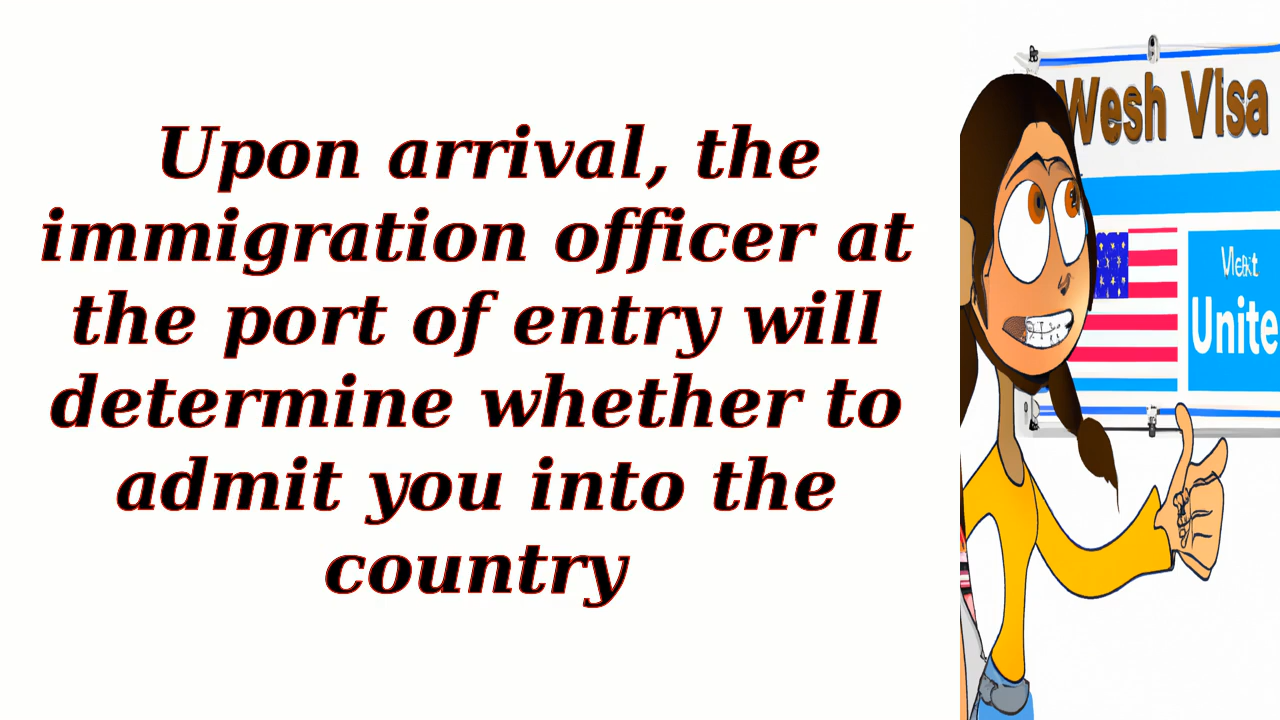 Upon arrival, the
immigration officer at
the port of entry will
determine whether to
admit you into the
country
Wesh VIsa
Unite